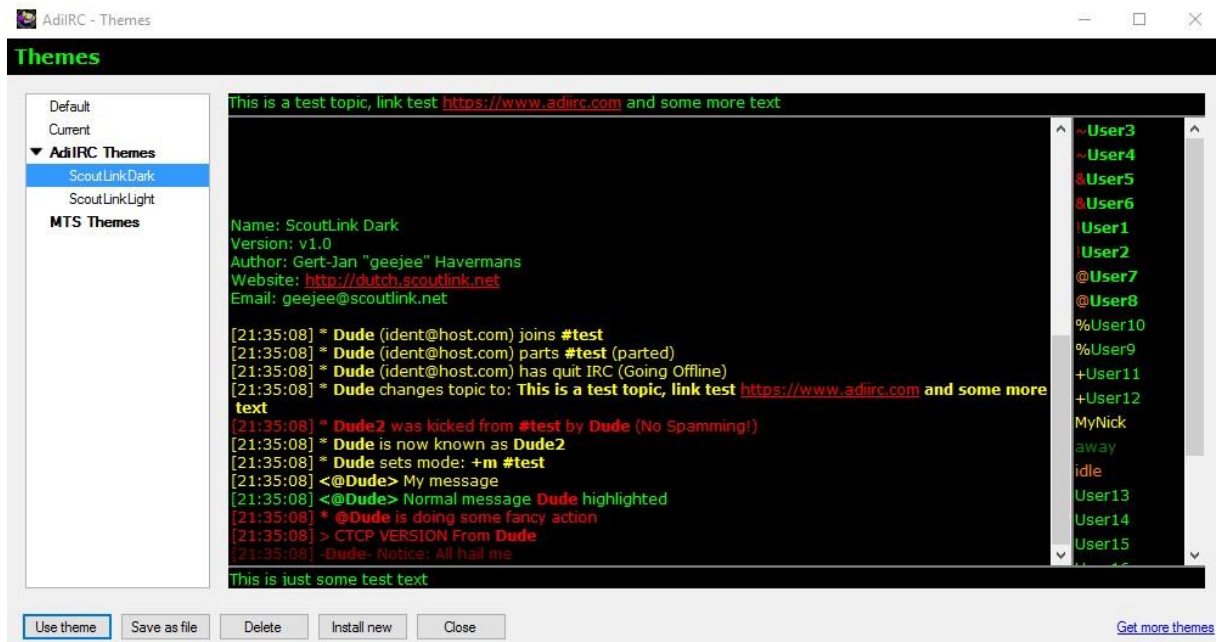 AdiIRC - Themes
Themes
Default
Current
AdiIRC Themes
ScoutLinkDark
ScoutLinkLight
MTS Themes
This is a test topic, link test https://www.adiirc.com and some more text
Name: ScoutLink Dark
Version: v1.0
Author: Gert-Jan "geejee" Havermans
Website: http://dutch.scoutlink.net
Email: geejee@scoutlink.net
[21:35:08] * Dude (ident@host.com) joins #test
[21:35:08] * Dude (ident@host.com) parts #test (parted)
[21:35:08] * Dude (ident@host.com) has quit IRC (Going Offline)
[21:35:08] * Dude changes topic to: This is a test topic, link test https://www.adiirc.com and some more
text
[21:35:08] * Dude2 was kicked from #test by Dude (No Spamming!)
[21:35:08] * Dude is now known as Dude2
[21:35:08] * Dude sets mode: +m #test
[21:35:08] <@Dude> My message
[21:35:08] <@Dude> Normal message Dude highlighted
[21:35:08] * @Dude is doing some fancy action
[21:35:08] > CTCP VERSION From Dude
[21:35:08] -Dude- Notice: All hail me
This is just some test text
~User3
~User4
&User5
&User6
!User1
!User2
@User7
@User8
%User10
%User9
+User11
+User12
MyNick
away
idle
User13
User14
User15
Use theme
Save as file
Delete
Install new
Close
Get more themes